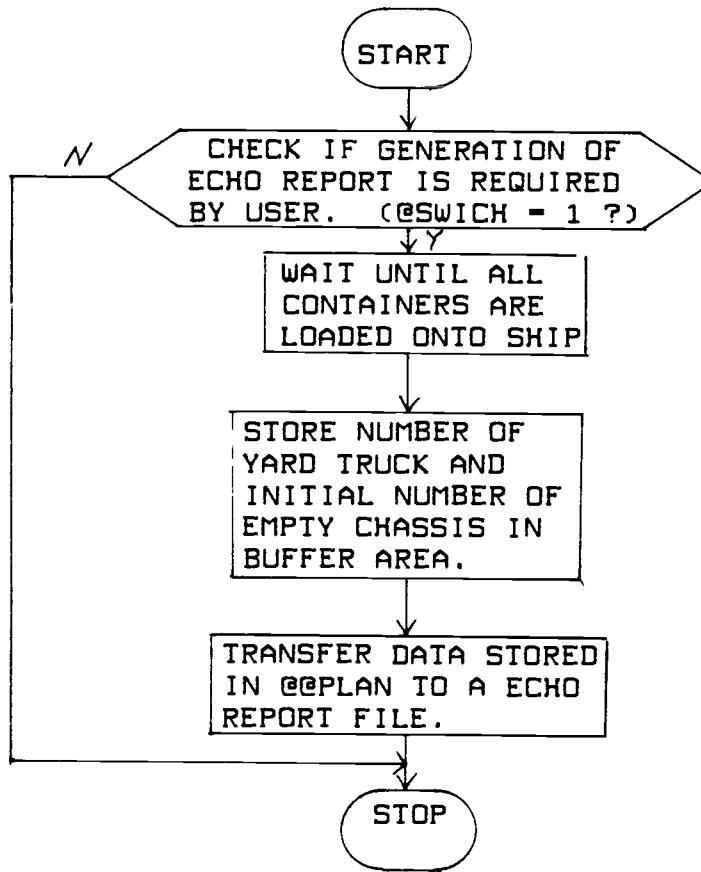 START
N
CHECK IF GENERATION OF
ECHO REPORT IS REQUIRED
BY USER. (@SWICH = 1 ?)
Y
WAIT UNTIL ALL
CONTAINERS ARE
LOADED ONTO SHIP
STORE NUMBER OF
YARD TRUCK AND
INITIAL NUMBER OF
EMPTY CHASSIS IN
BUFFER AREA.
TRANSFER DATA STORED
IN @@PLAN TO A ECHO
REPORT FILE.
STOP